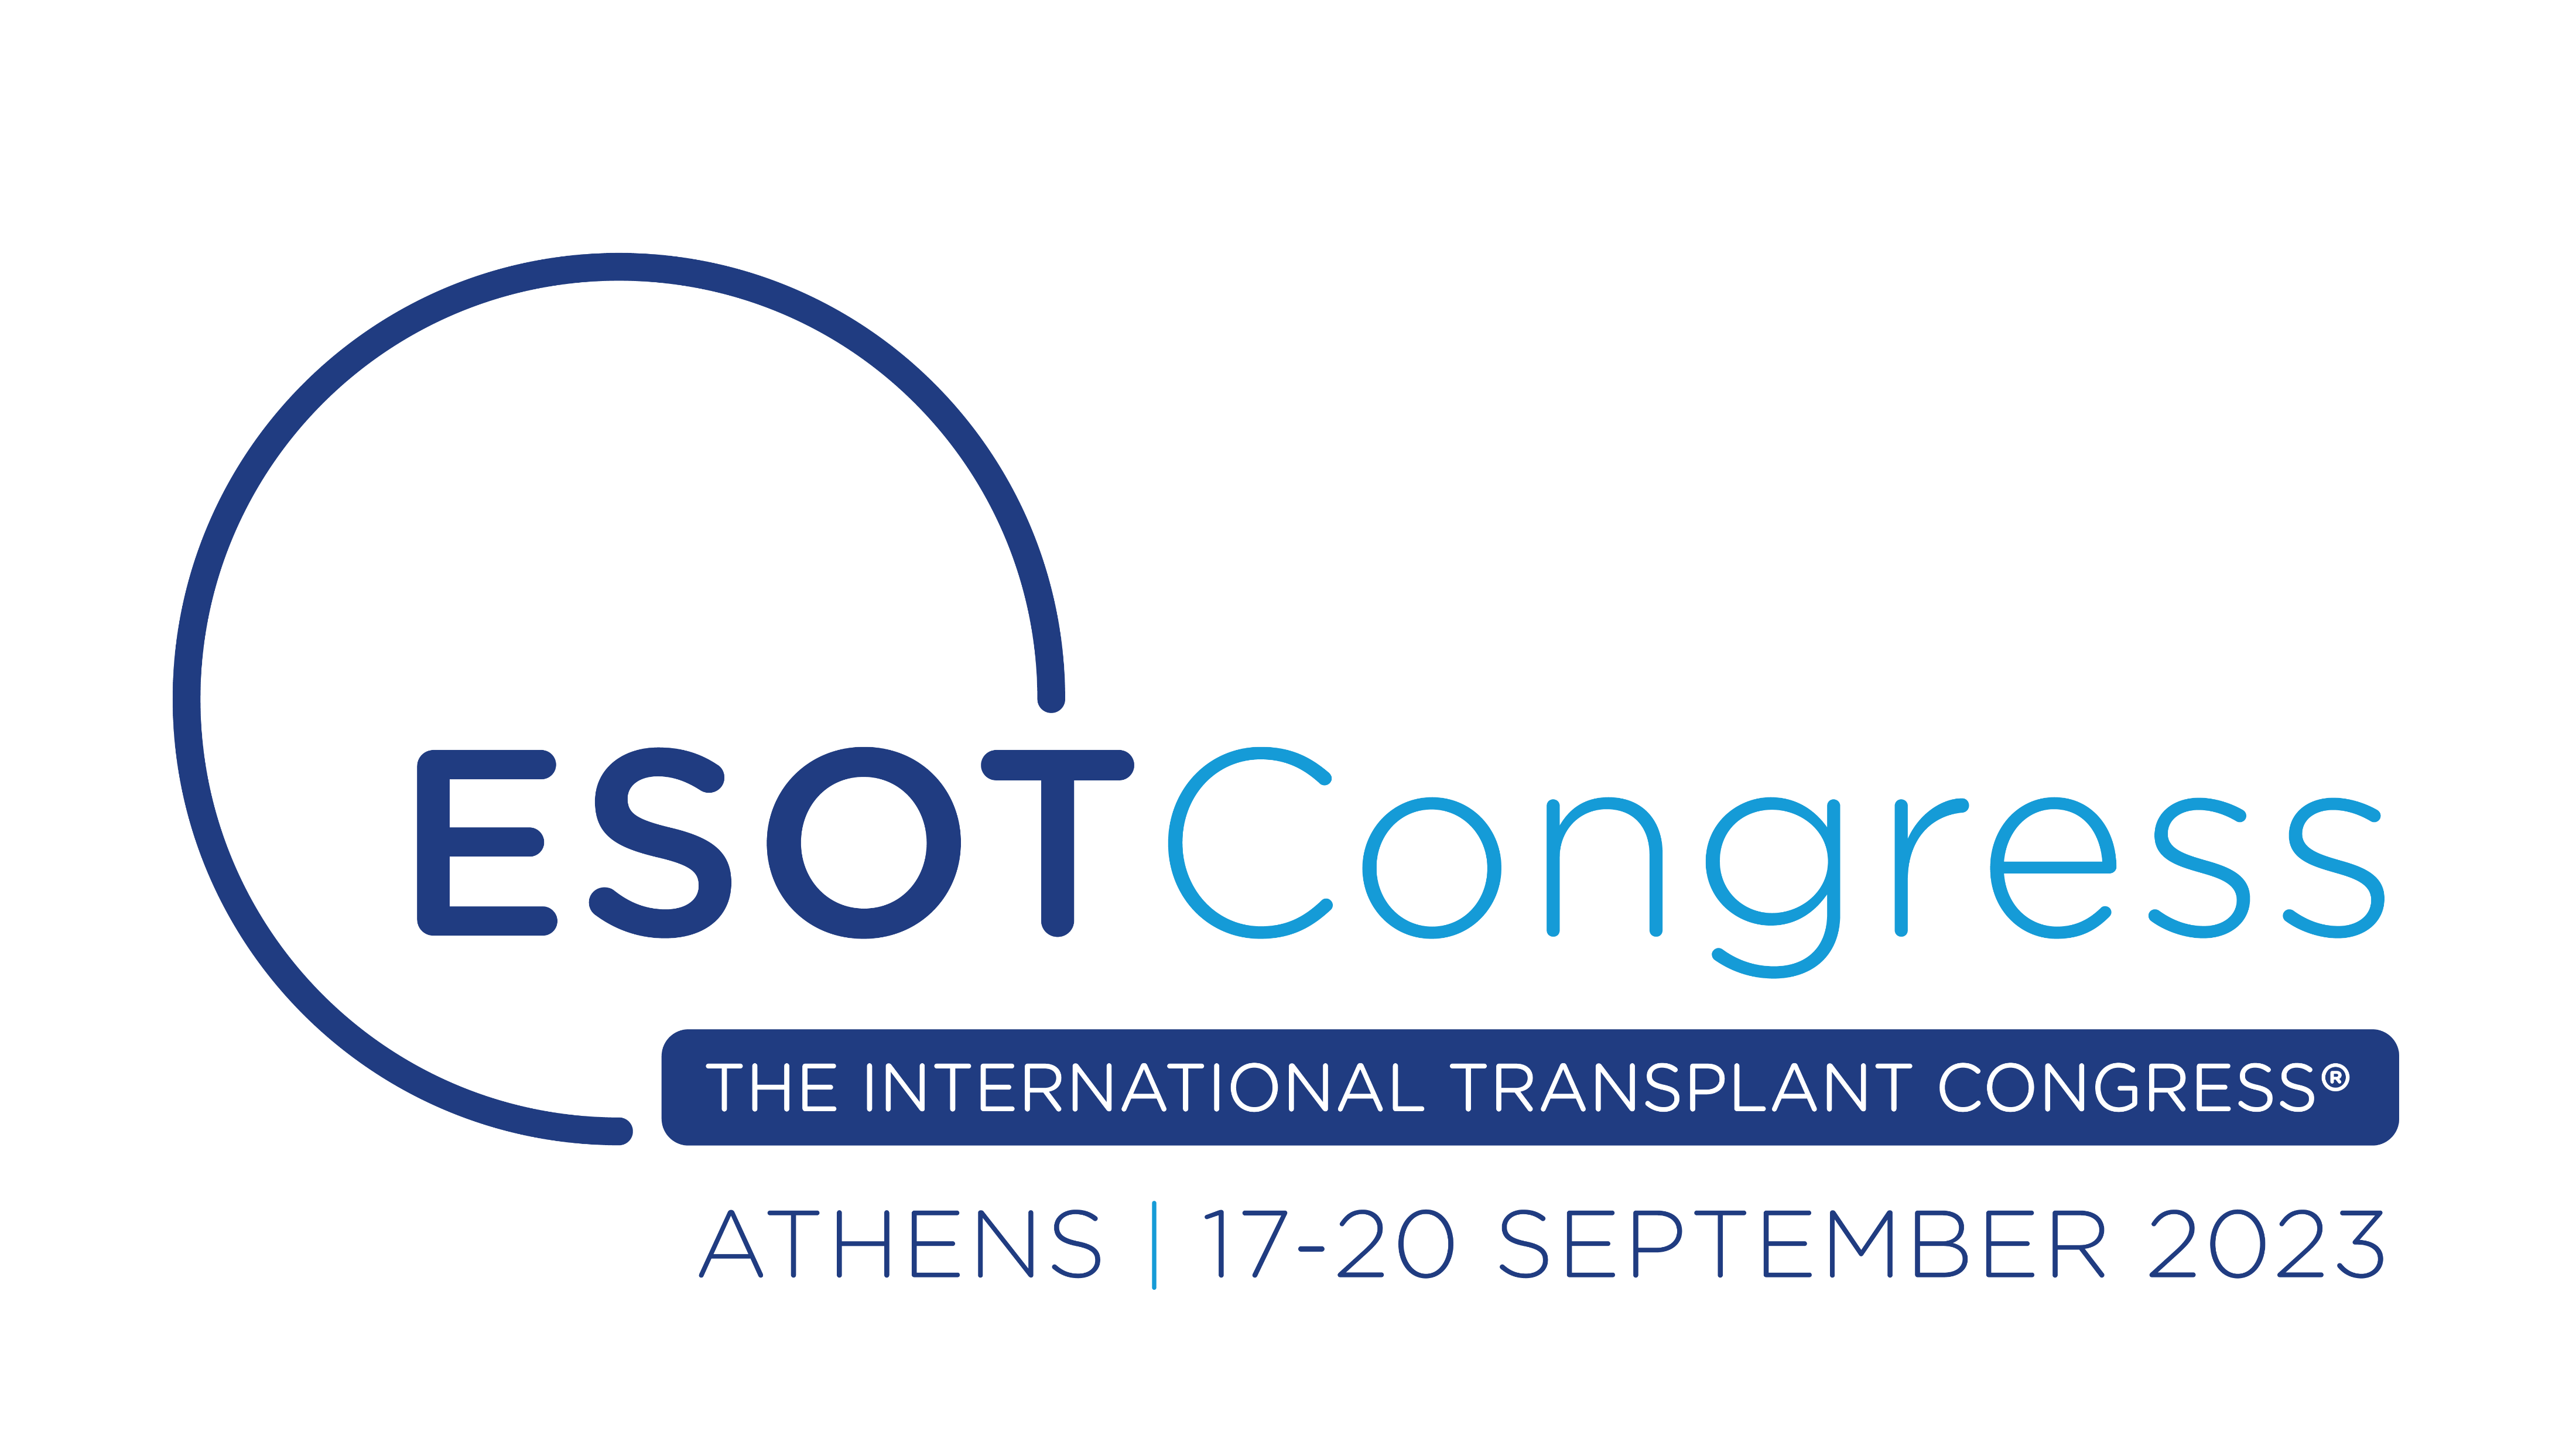 ESOTCongress
THE INTERNATIONAL TRANSPLANT CONGRESS®
ATHENS | 17-20 SEPTEMBER 2023